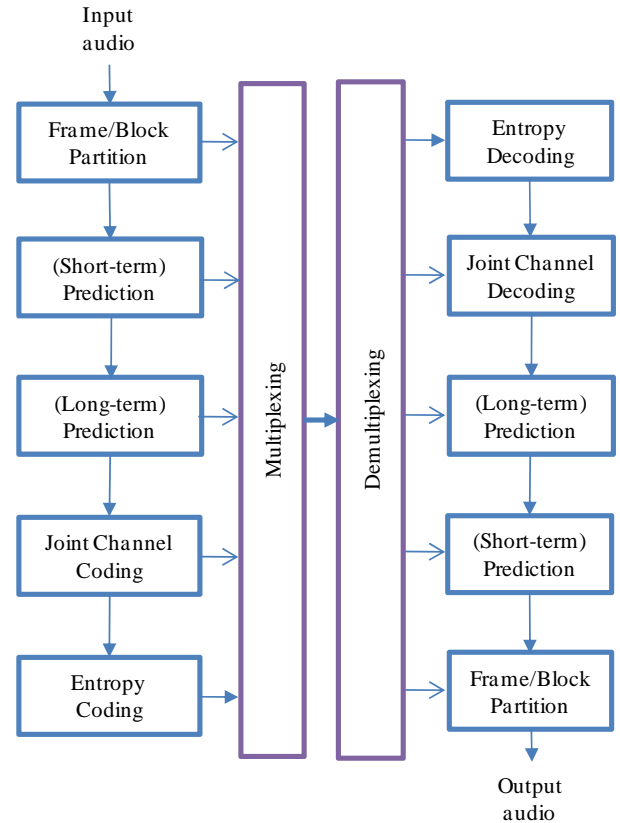 Input
audio
Frame/Block
Partition
(Short-term)
Prediction
(Long-term)
Prediction
Joint Channel
Coding
Entropy
Coding
Multiplexing
Demultiplexing
Entropy
Decoding
Joint Channel
Decoding
(Long-term)
Prediction
(Short-term)
Prediction
Frame/Block
Partition
Output
audio